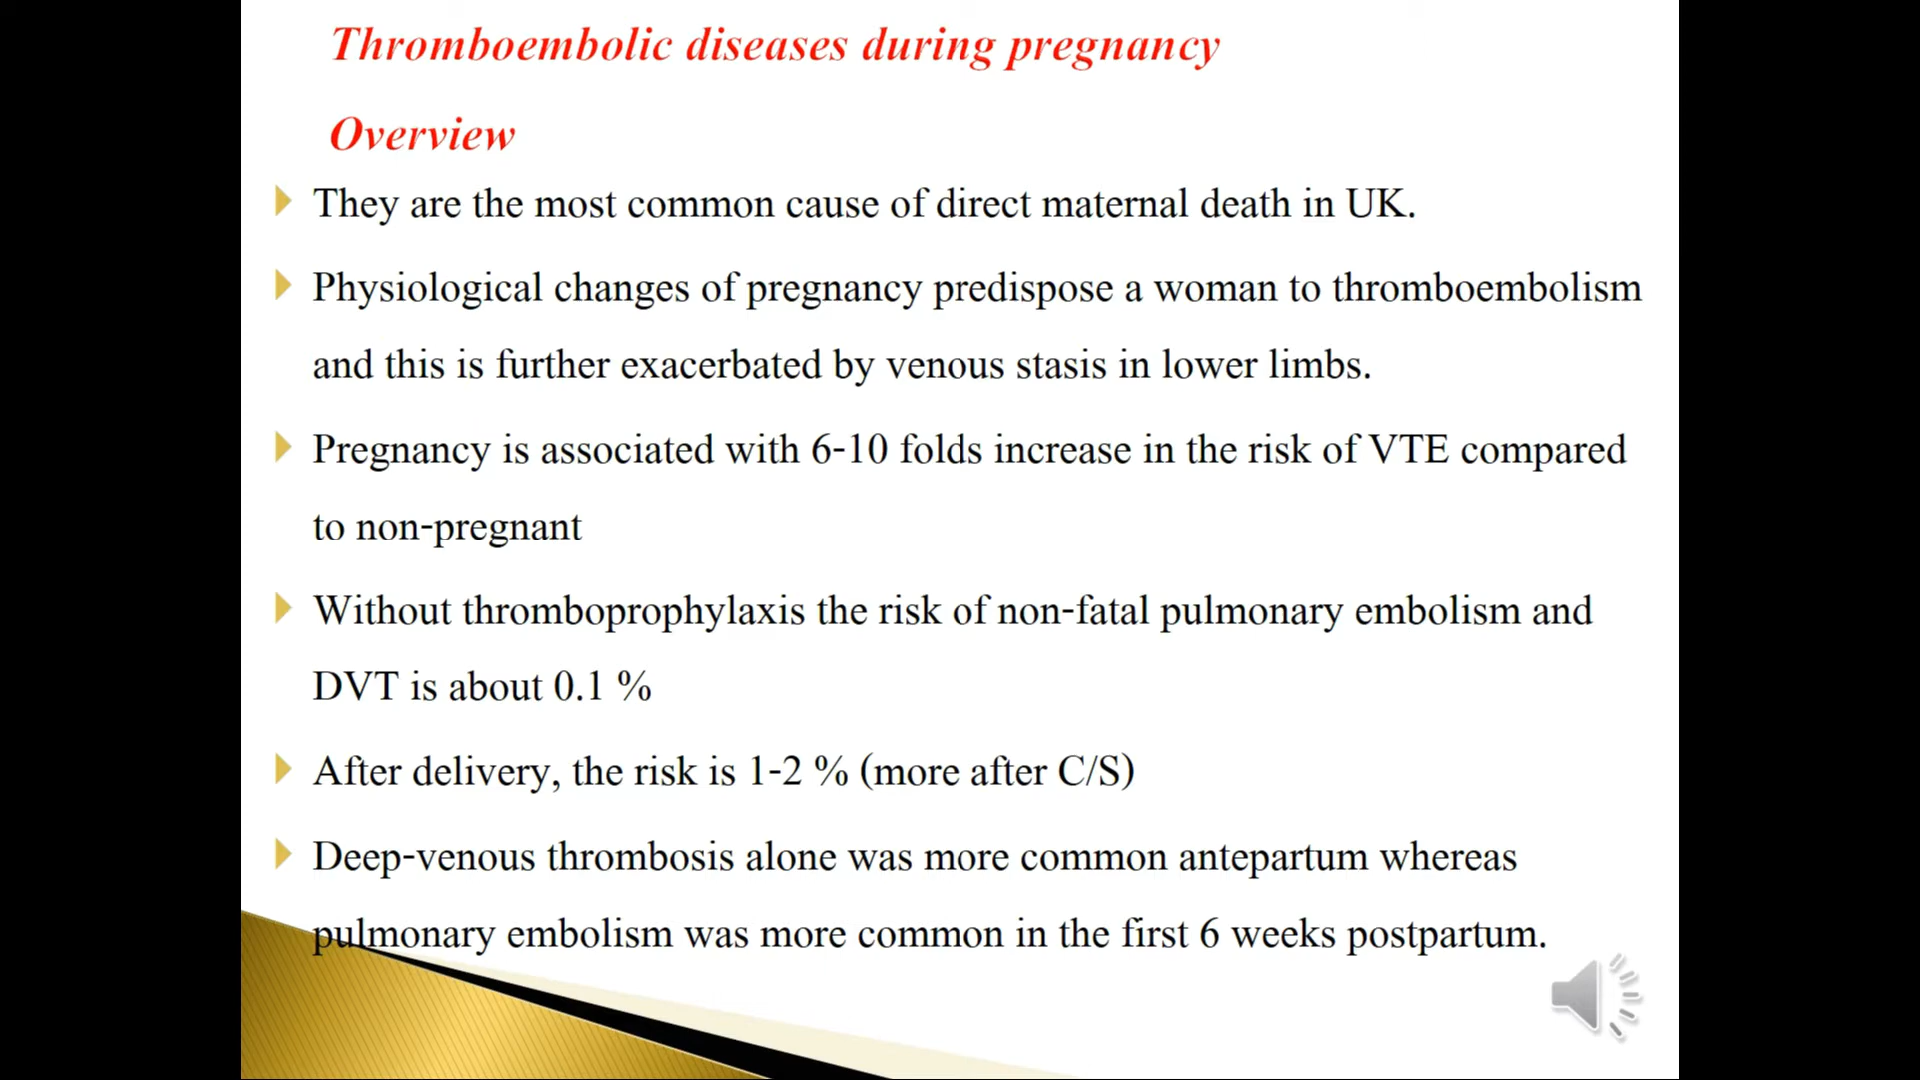 Thromboembolic diseases during pregnancy
Overview
They are the most common cause of direct maternal death in UK.
Physiological changes of pregnancy predispose a woman to thromboembolism
and this is further exacerbated by venous stasis in lower limbs.
Pregnancy is associated with 6-10 folds increase in the risk of VTE compared
to non-pregnant
Without thromboprophylaxis the risk of non-fatal pulmonary embolism and
DVT is about 0.1 %
After delivery, the risk is 1-2 % (more after C/S)
Deep-venous thrombosis alone was more common antepartum whereas
pulmonary embolism was more common in the first 6 weeks postpartum.